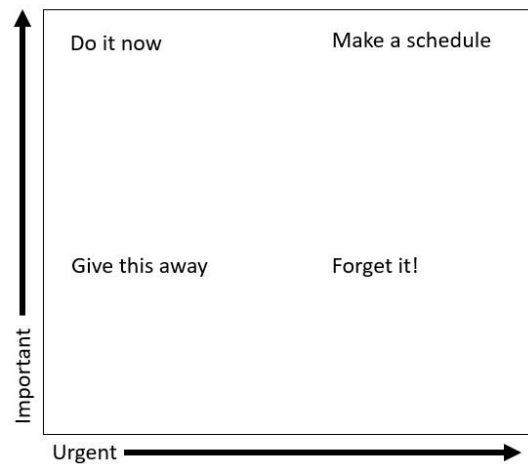 Do it now
Make a schedule
Give this away
Forget it!
Important
Urgent